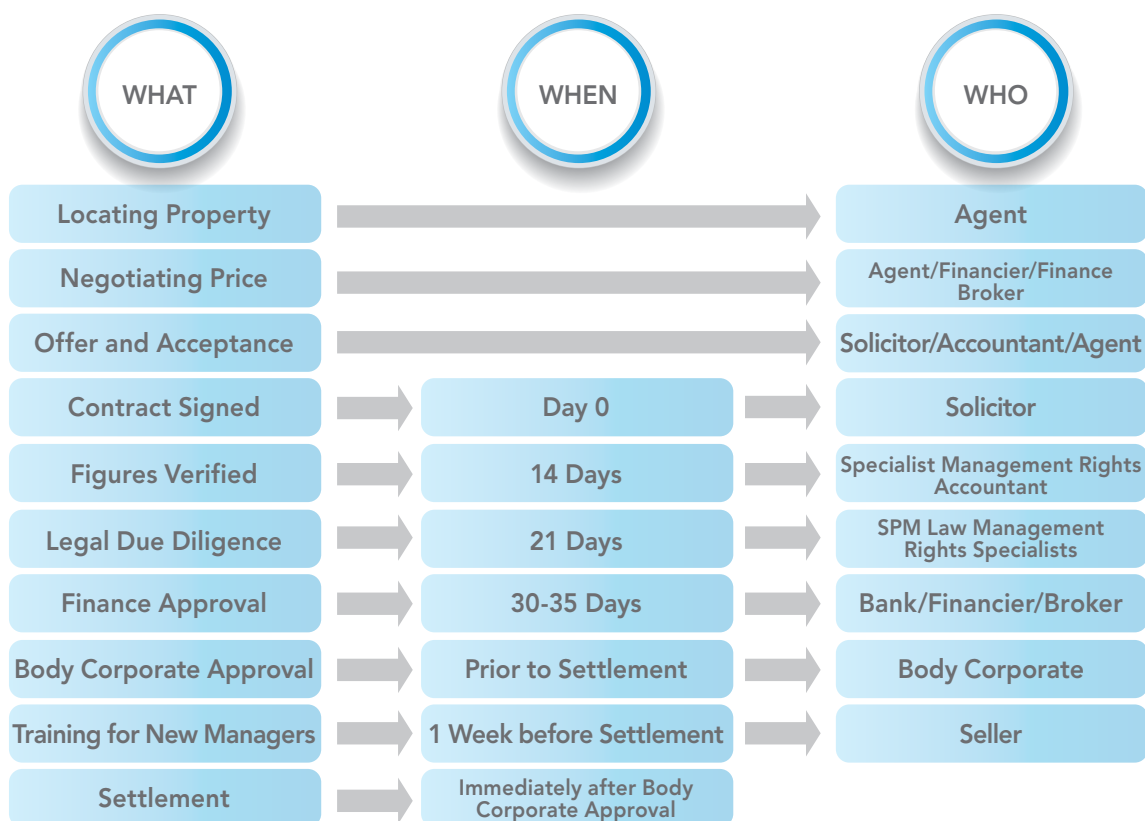 WHAT
WHEN
WHO
Locating Property
Agent
Negotiating Price
Agent/Financier/Finance
Broker
Offer and Acceptance
Solicitor/Accountant/Agent
Contract Signed
Day 0
Solicitor
Figures Verified
14 Days
Specialist Management Rights
Accountant
Legal Due Diligence
21 Days
SPM Law Management
Rights Specialists
Finance Approval
30-35 Days
Bank/Financier/Broker
Body Corporate Approval
Prior to Settlement
Body Corporate
Training for New Managers
1 Week before Settlement
Seller
Settlement
Immediately after Body
Corporate Approval